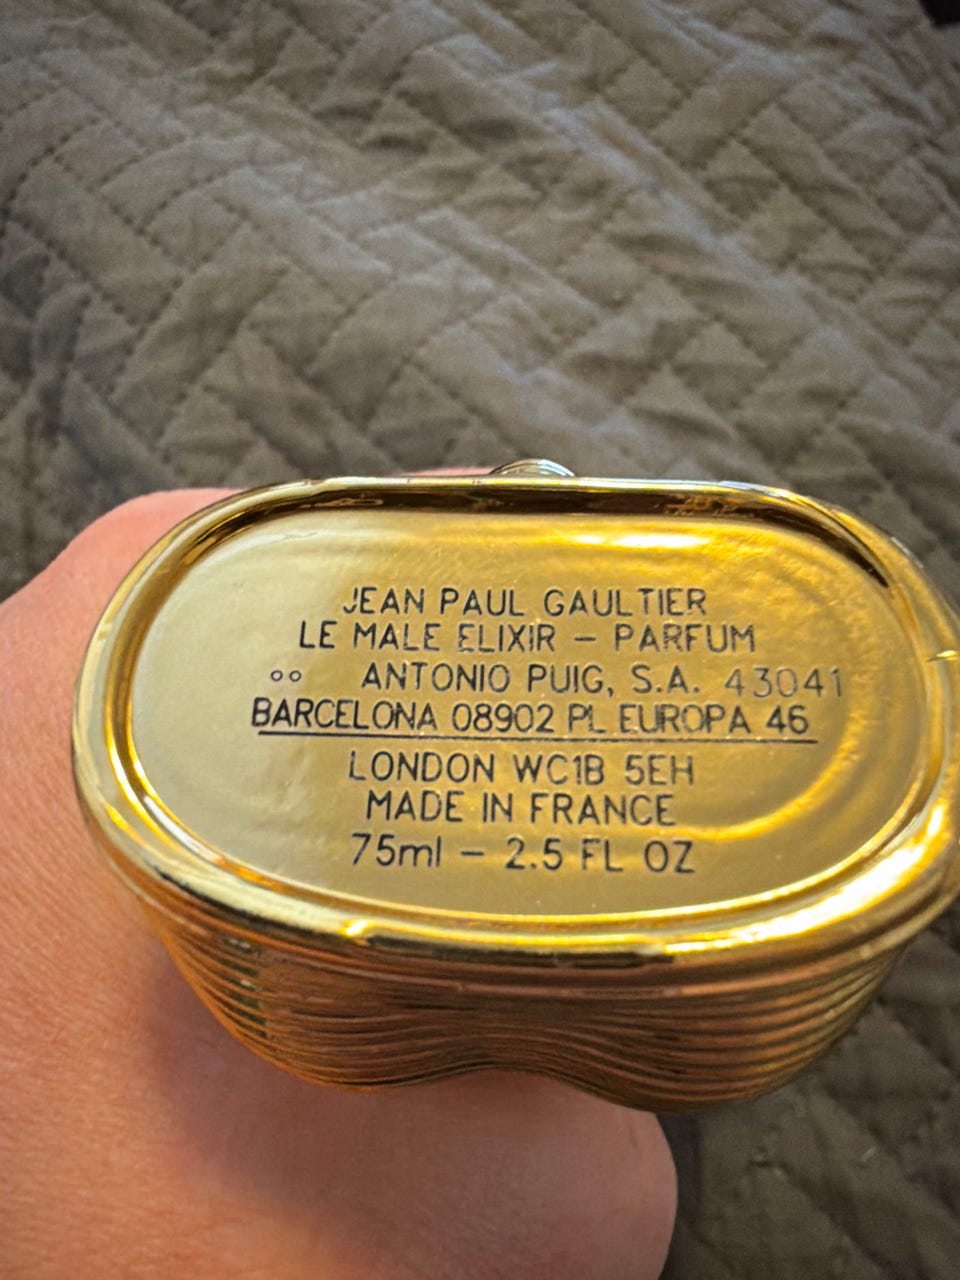 JEAN PAUL GAULTIER
LE MALE ELIXIR – PARFUM
°° ANTONIO PUIG, S.A. 43041
BARCELONA 08902 PL EUROPA 46
LONDON WC1B 5EH
MADE IN FRANCE
75ml – 2.5 FL OZ